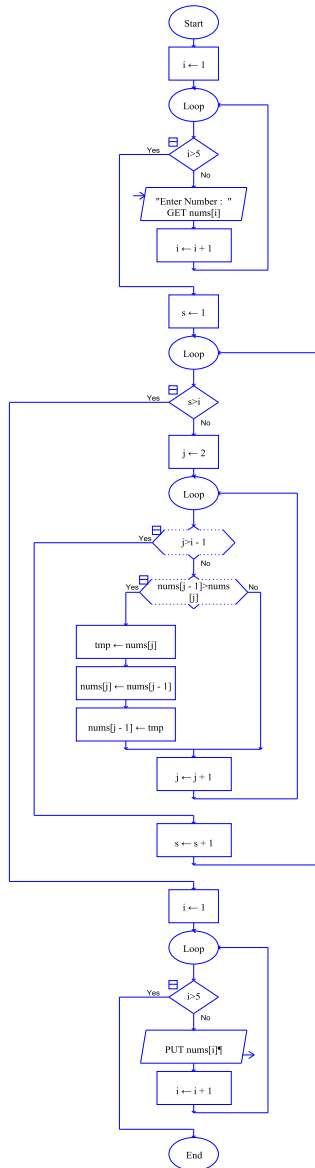 Start
i ← 1
Loop
Yes
i>5
No
"Enter Number :  "
GET nums[i]
i ← i + 1
s ← 1
Loop
Yes
s>i
No
j ← 2
Loop
Yes
j>i - 1
No
Yes
nums[j - 1]>nums
[j]
No
tmp ← nums[j]
nums[j] ← nums[j - 1]
nums[j - 1] ← tmp
j ← j + 1
s ← s + 1
i ← 1
Loop
Yes
i>5
No
PUT nums[i]¶
i ← i + 1
End